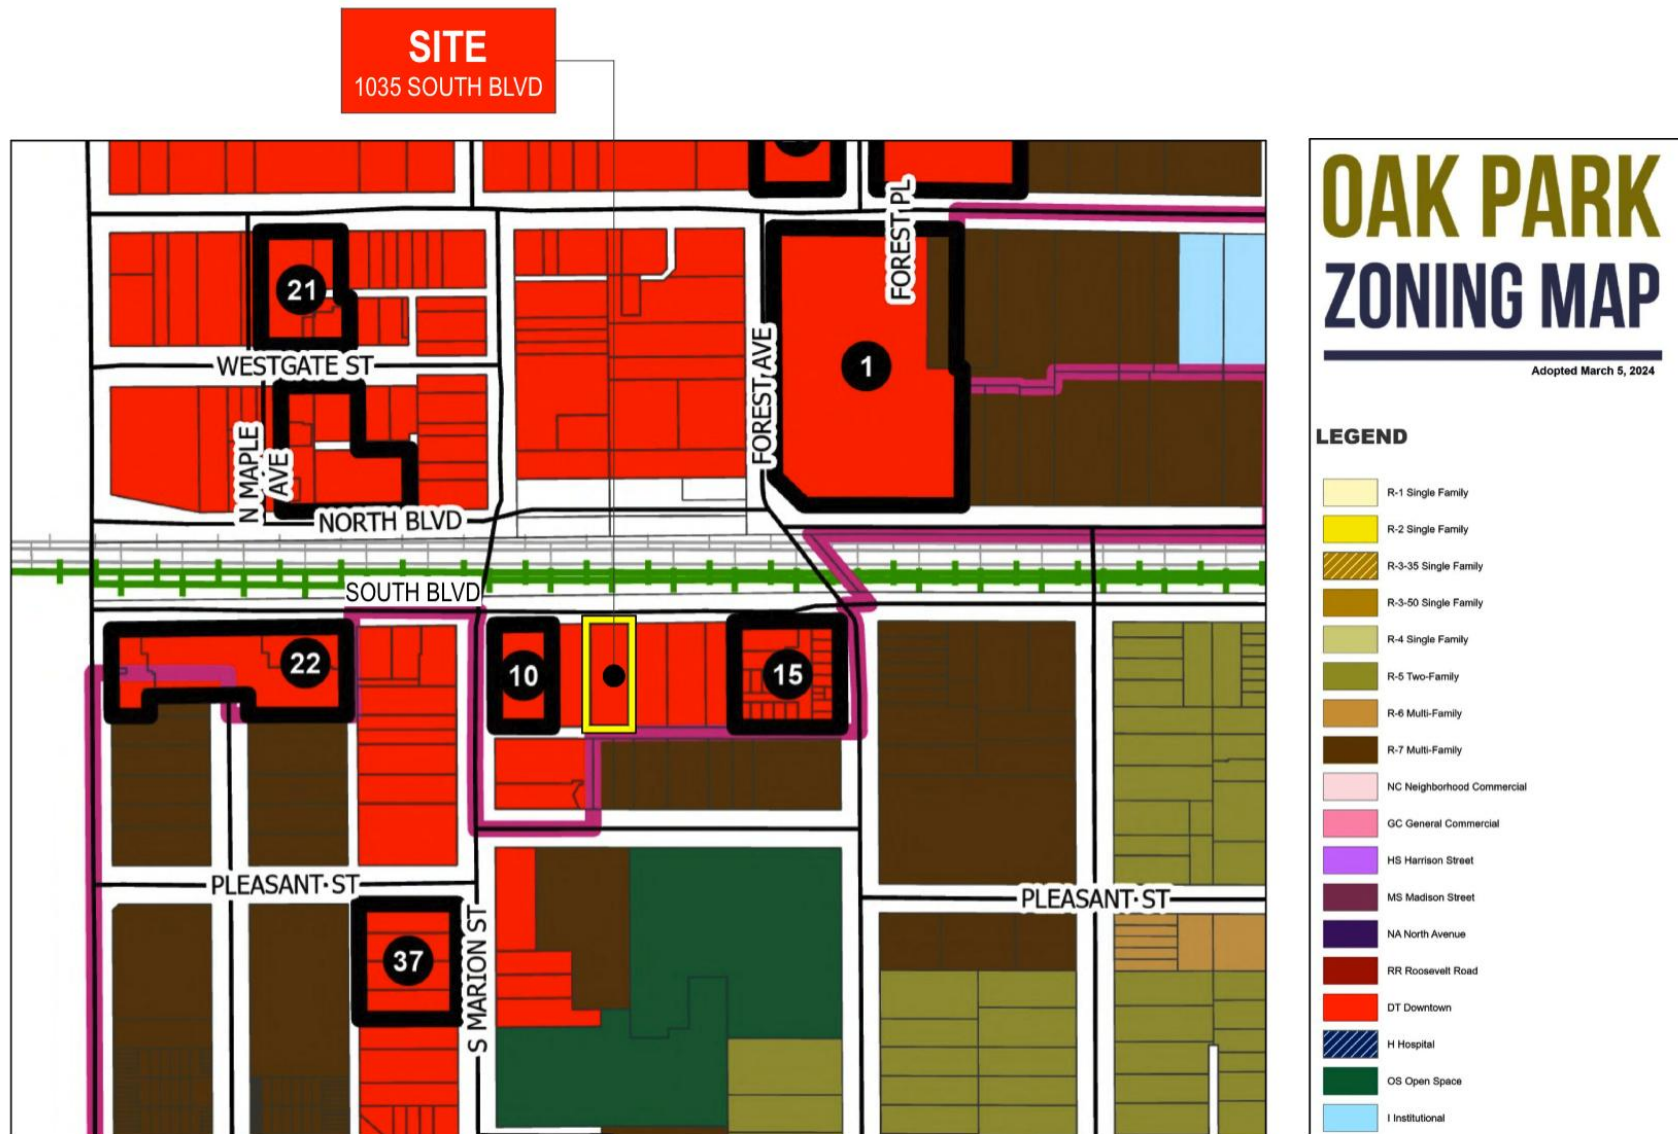 SITE
1035 SOUTH BLVD
FOREST PL
21
WESTGATE ST
FOREST AVE
1
N MAPLE
AVE
NORTH BLVD
SOUTH BLVD
22
10
15
PLEASANT ST
PLEASANT ST
37
S MARION ST
OAK PARK
ZONING MAP
Adopted March 5, 2024
LEGEND
R-1 Single Family
R-2 Single Family
R-3-35 Single Family
R-3-50 Single Family
R-4 Single Family
R-5 Two-Family
R-6 Multi-Family
R-7 Multi-Family
NC Neighborhood Commercial
GC General Commercial
HS Harrison Street
MS Madison Street
NA North Avenue
RR Roosevelt Road
DT Downtown
H Hospital
OS Open Space
I Institutional